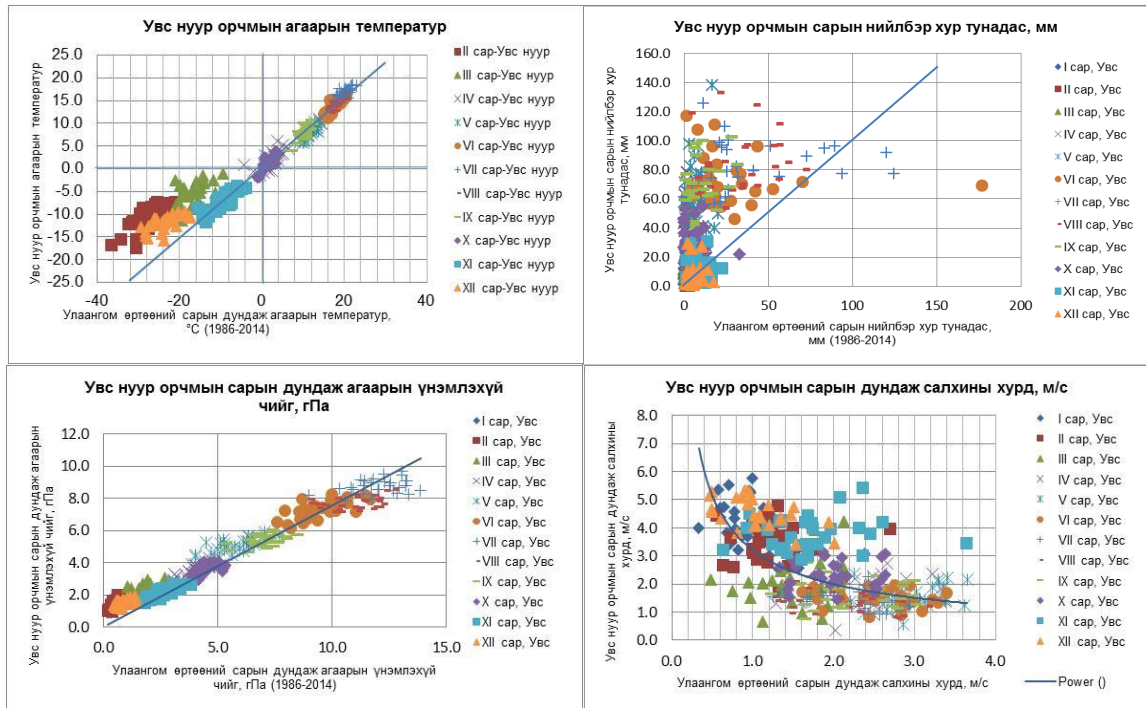 Увс нуур орчмын агаарын температур
Увс нуур орчмын агаарын температур
25.0
20.0
15.0
10.0
5.0
0.0
-5.0
-10.0
-15.0
-20.0
-25.0
-40
-20
0
20
40
Улаангом өртөөний сарын дундаж агаарын температур,
°C (1986-2014)
II сар-Увс нуур
III сар-Увс нуур
IV сар-Увс нуур
V сар-Увс нуур
VI сар-Увс нуур
VII сар-Увс нуур
VIII сар-Увс нуур
IX сар-Увс нуур
X сар-Увс нуур
XI сар-Увс нуур
XII сар-Увс нуур
Увс нуур орчмын сарын нийлбэр хур тунадас, мм
Увс нуур орчмын сарын нийлбэр хур
тунадас, мм
160.0
140.0
120.0
100.0
80.0
60.0
40.0
20.0
0.0
0
50
100
150
200
Улаангом өртөөний сарын нийлбэр хур тунадас,
мм (1986-2014)
I сар, Увс
II сар, Увс
III сар, Увс
IV сар, Увс
V сар, Увс
VI сар, Увс
VII сар, Увс
VIII сар, Увс
IX сар, Увс
X сар, Увс
XI сар, Увс
XII сар, Увс
Увс нуур орчмын сарын дундаж агаарын үнэмлэхүй
чийг, гПа
Увс нуур орчмын сарын дундаж агаарын
үнэмлэхүй чийг, гПа
12.0
10.0
8.0
6.0
4.0
2.0
0.0
0.0
5.0
10.0
15.0
Улаангом өртөөний сарын дундаж агаарын үнэмлэхүй
чийг, гПа (1986-2014)
I сар, Увс
II сар, Увс
III сар, Увс
IV сар, Увс
V сар, Увс
VI сар, Увс
VII сар, Увс
VIII сар, Увс
IX сар, Увс
X сар, Увс
XI сар, Увс
XII сар, Увс
Увс нуур орчмын сарын дундаж салхины хурд, м/с
Увс нуур орчмын сарын дундаж салхины
хурд, м/с
8.0
7.0
6.0
5.0
4.0
3.0
2.0
1.0
0.0
0.0
1.0
2.0
3.0
4.0
Улаангом өртөөний сарын дундаж салхины хурд, м/с
I сар, Увс
II сар, Увс
III сар, Увс
IV сар, Увс
V сар, Увс
VI сар, Увс
VII сар, Увс
VIII сар, Увс
IX сар, Увс
X сар, Увс
XI сар, Увс
XII сар, Увс
Power ()